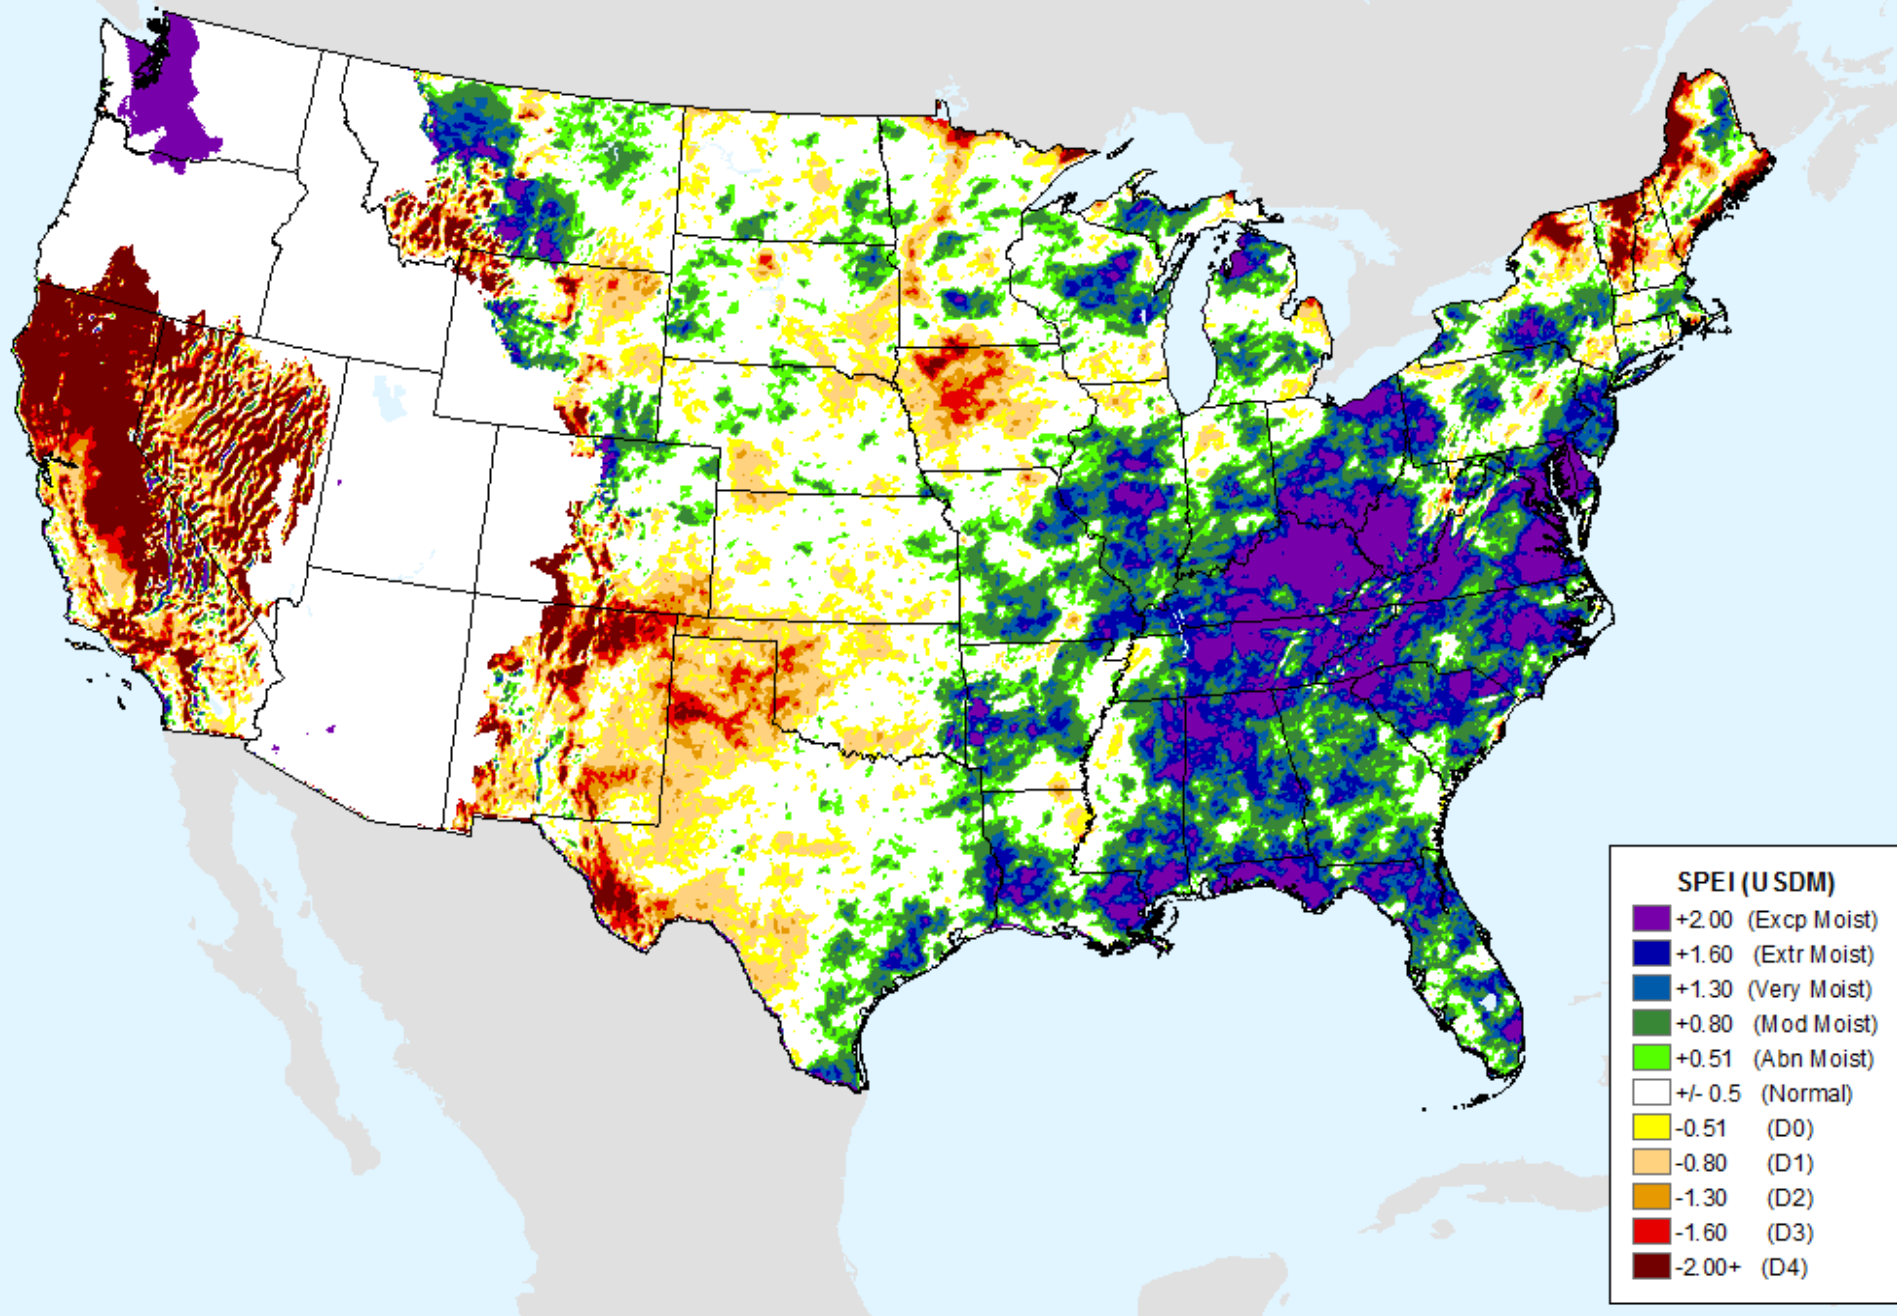 SPEI (USDM)
+2.00 (Excp Moist)
+1.60 (Extr Moist)
+1.30 (Very Moist)
+0.80 (Mod Moist)
+0.51 (Abn Moist)
+/- 0.5 (Normal)
-0.51 (D0)
-0.80 (D1)
-1.30 (D2)
-1.60 (D3)
-2.00+ (D4)